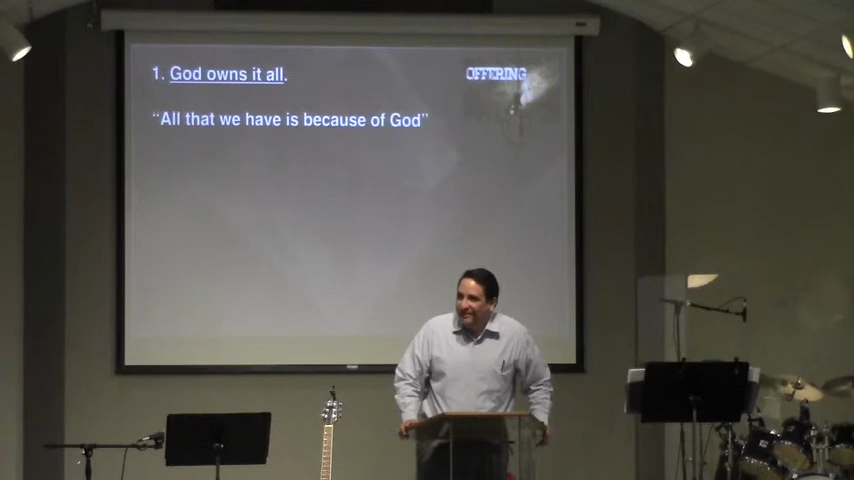 1. God owns it all.
OFFERING
"All that we have is because of God"